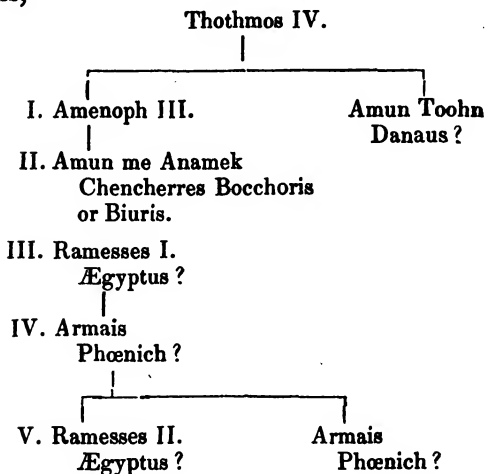 Thothmos IV.
I. Amenoph III. Amun Toohn
Danaus?
II. Amun me Anamek
Chencherres Bocchoris
or Biuris.
III. Ramesses I.
Ægyptus?
IV. Armais
Phœnich?
V. Ramesses II. Armais
Ægyptus? Phœnich?